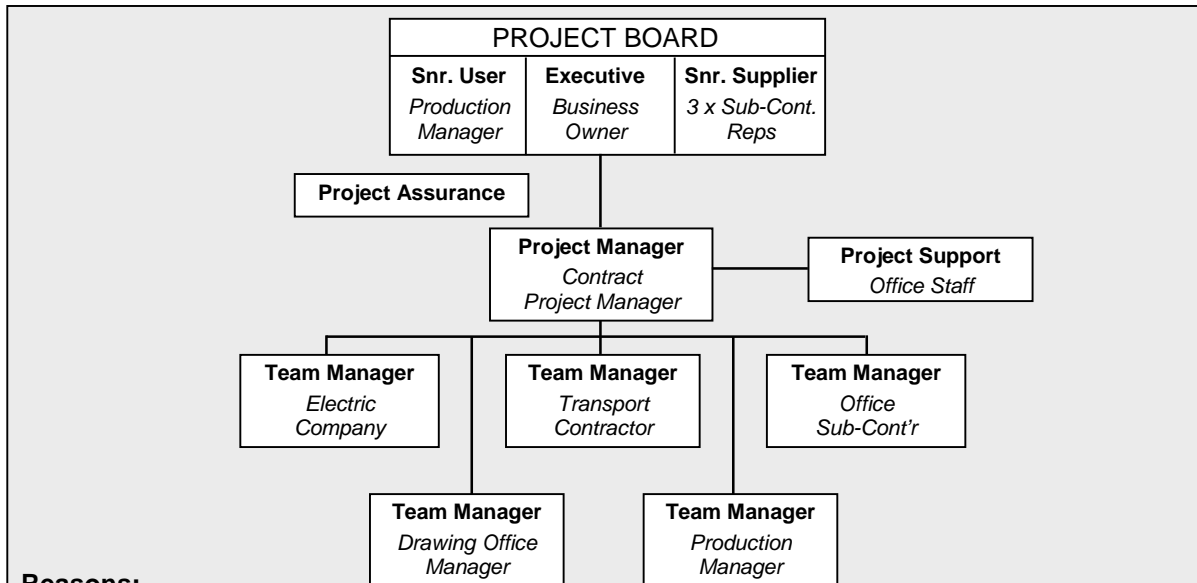 PROJECT BOARD
Snr. User
Production
Manager
Executive
Business
Owner
Snr. Supplier
3 x Sub-Cont.
Reps
Project Assurance
Project Manager
Contract
Project Manager
Project Support
Office Staff
Team Manager
Electric
Company
Team Manager
Transport
Contractor
Team Manager
Office
Sub-Cont'r
Team Manager
Drawing Office
Manager
Team Manager
Production
Manager
Reasons: